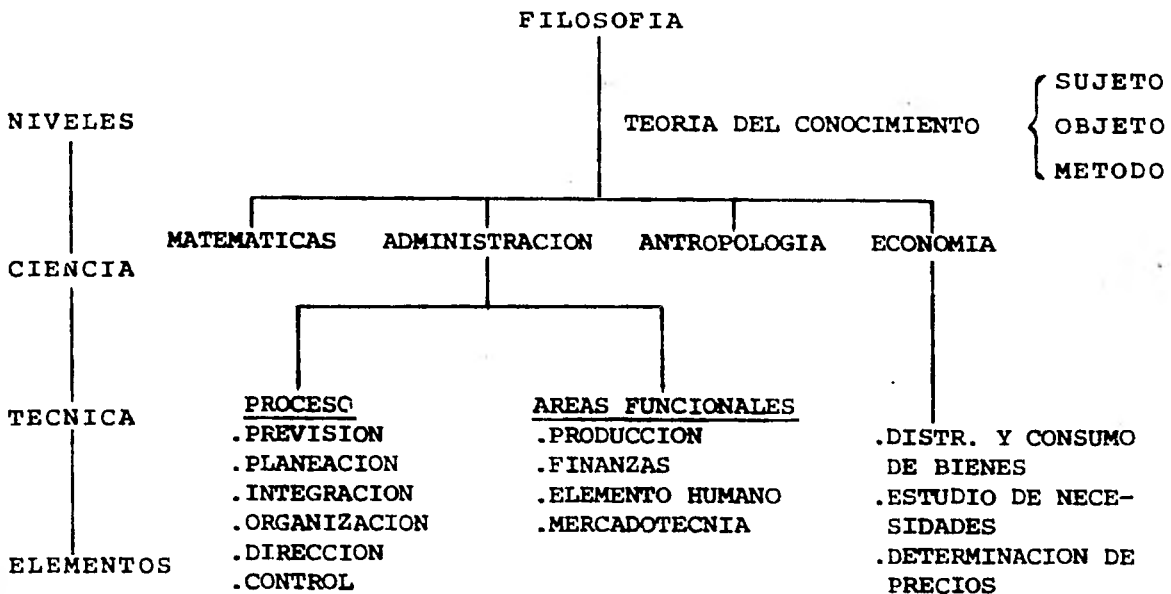 FILOSOFIA
NIVELES
TEORIA DEL CONOCIMIENTO
SUJETO
OBJETO
METODO
MATEMATICAS
ADMINISTRACION
ANTROPOLOGIA
ECONOMIA
CIENCIA
TECNICA
PROCESO
.PREVISION
.PLANEACION
.INTEGRACION
.ORGANIZACION
.DIRECCION
.CONTROL
AREAS FUNCIONALES
.PRODUCCION
.FINANZAS
.ELEMENTO HUMANO
.MERCADOTECNIA
.DISTR. Y CONSUMO
DE BIENES
.ESTUDIO DE NECE-
SIDADES
.DETERMINACION DE
PRECIOS
ELEMENTOS